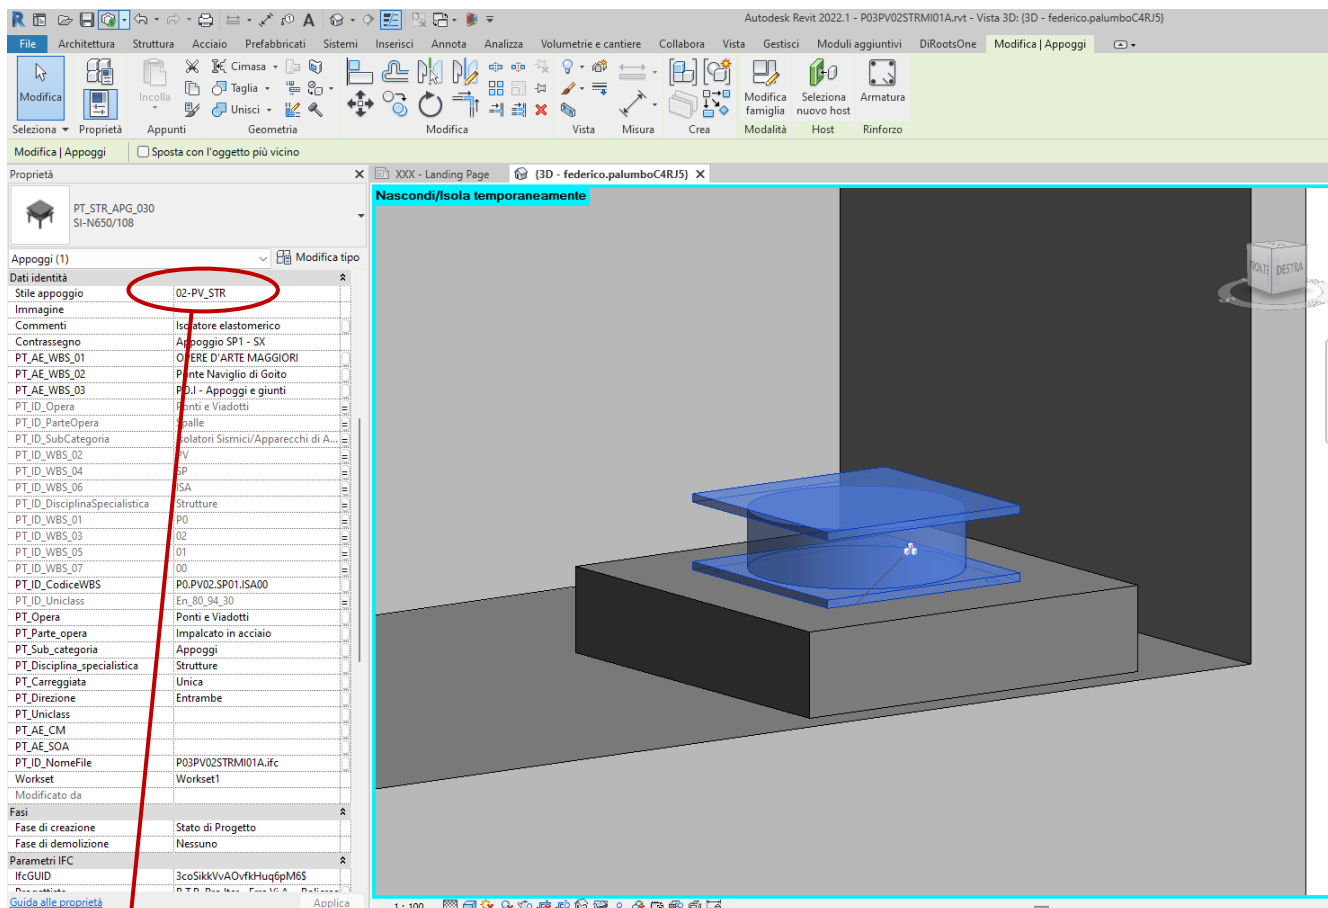 Autodesk Revit 2022.1 - P03PV02STRMI01A.rvt - Vista 3D: {3D - federico.palumboC4RJ5}
File Architettura Struttura Acciaio Prefabbricati Sistemi Inserisci Annota Analizza Volumetrie e cantiere Collabora Vista Gestisci Moduli aggiuntivi DiRootsOne Modifica | Appoggi
Modifica
Incolla
Cimasa
Taglia
Unisci
Modifica famiglia
Seleziona nuovo host
Armatura
Seleziona Proprietà Appunti Geometria Modifica Vista Misura Crea Modalità Host Rinforzo
Modifica | Appoggi Sposta con l'oggetto più vicino
Proprietà
XXX - Landing Page
{3D - federico.palumboC4RJ5}
Nascondi/Isola temporaneamente
PT_STR_APG_030
SI-N650/108
Appoggi (1) Modifica tipo
Dati identità
Stile appoggio 02-PV_STR
Immagine
Commenti Isolatore elastomerico
Contrassegno Appoggio SP1 - SX
PT_AE_WBS_01 OPERE D'ARTE MAGGIORI
PT_AE_WBS_02 Ponte Naviglio di Goito
PT_AE_WBS_03 PO.I - Appoggi e giunti
PT_ID_Opera Ponti e Viadotti
PT_ID_ParteOpera Spalle
PT_ID_SubCategoria Isolatori Sismici/Apparecchi di A...
PT_ID_WBS_02 PV
PT_ID_WBS_04 SP
PT_ID_WBS_06 ISA
PT_ID_DisciplinaSpecialistica Strutture
PT_ID_WBS_01 P0
PT_ID_WBS_03 02
PT_ID_WBS_05 01
PT_ID_WBS_07 00
PT_ID_CodiceWBS P0.PV02.SP01.ISA00
PT_ID_Uniclass En_80_94_30
PT_Opera Ponti e Viadotti
PT_Parte_opera Impalcato in acciaio
PT_Sub_categoria Appoggi
PT_Disciplina_specialistica Strutture
PT_Carreggiata Unica
PT_Direzione Entrambe
PT_Uniclass
PT_AE_CM
PT_AE_SOA
PT_ID_NomeFile P03PV02STRMI01A.ifc
Workset Workset1
Modificato da
Fasi
Fase di creazione Stato di Progetto
Fase di demolizione Nessuno
Parametri IFC
IfcGUID 3coSikkVvAOvfkHuq6pM6$
Guida alle proprietà Applica
1 : 100
FRONTE DESTRA